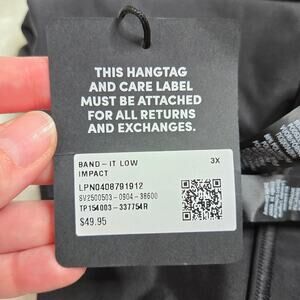 THIS HANGTAG
AND CARE LABEL
MUST BE ATTACHED
FOR ALL RETURNS
AND EXCHANGES.
BAND-IT LOW 3X
IMPACT
LPN0408791912
SV2500503-0904-38600
TP154003-337754R
$49.95